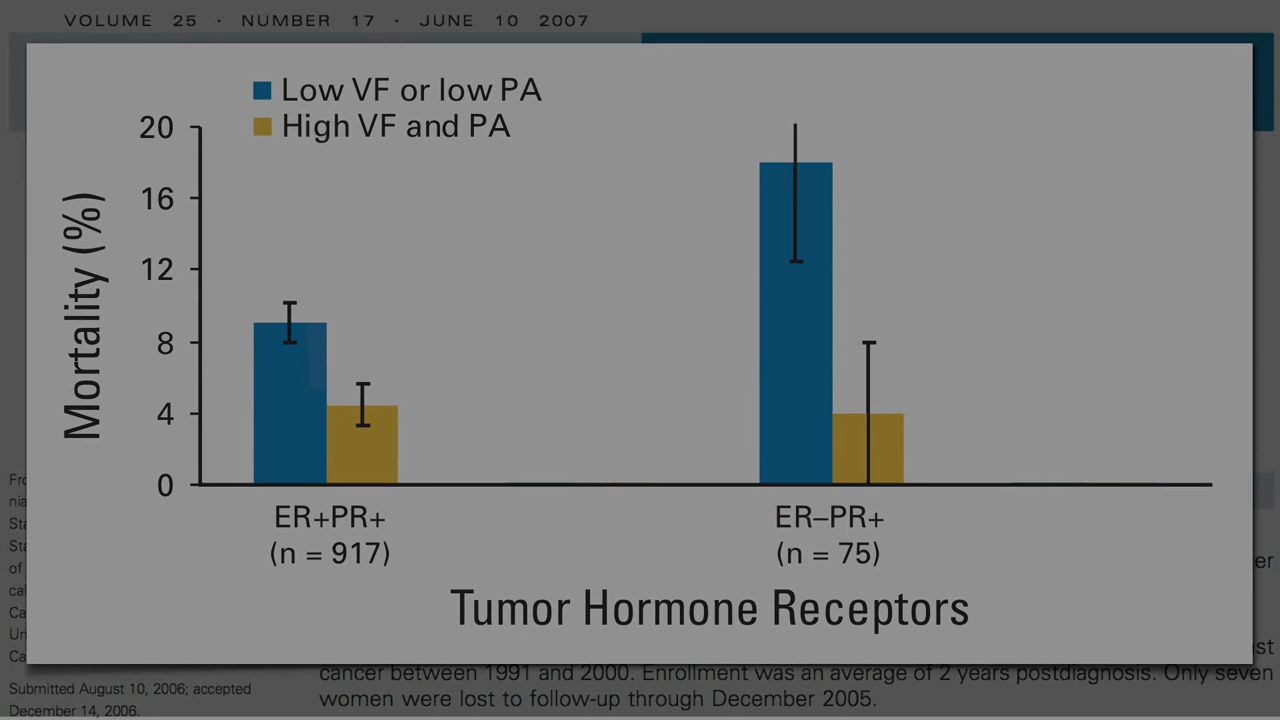 VOLUME 25 · NUMBER 17 · JUNE 10 2007
Low VF or low PA
High VF and PA
20
16
12
8
4
0
Mortality (%)
ER+PR+
(n = 917)
ER–PR+
(n = 75)
Tumor Hormone Receptors
cancer between 1991 and 2000. Enrollment was an average of 2 years postdiagnosis. Only seven
women were lost to follow-up through December 2005.
Submitted August 10, 2006; accepted
December 14, 2006.